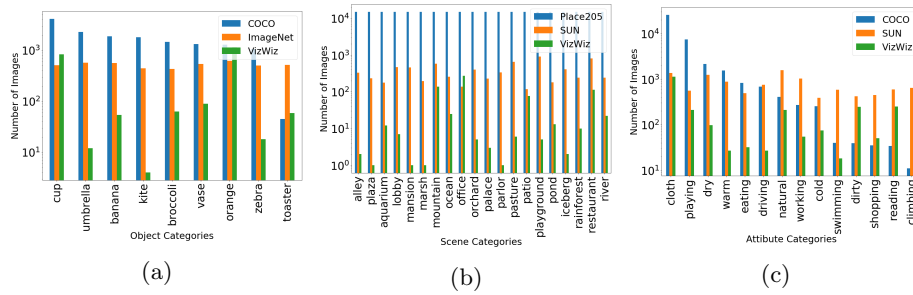 COCO
ImageNet
VizWiz
Number of Images
10³
10²
10¹
cup
umbrella
banana
kite
broccoli
vase
orange
zebra
toaster
Object Categories
(a)
Place205
SUN
VizWiz
Number of Images
10⁴
10³
10²
10¹
10⁰
alley
plaza
aquarium
lobby
mansion
marsh
mountain
ocean
office
orchard
palace
parlor
pasture
patio
playground
pond
iceberg
rainforest
restaurant
river
Scene Categories
(b)
COCO
SUN
VizWiz
Number of Images
10⁴
10³
10²
10¹
cloth
playing
dry
warm
eating
driving
natural
working
cold
swimming
dirty
shopping
reading
climbing
Attibute Categories
(c)